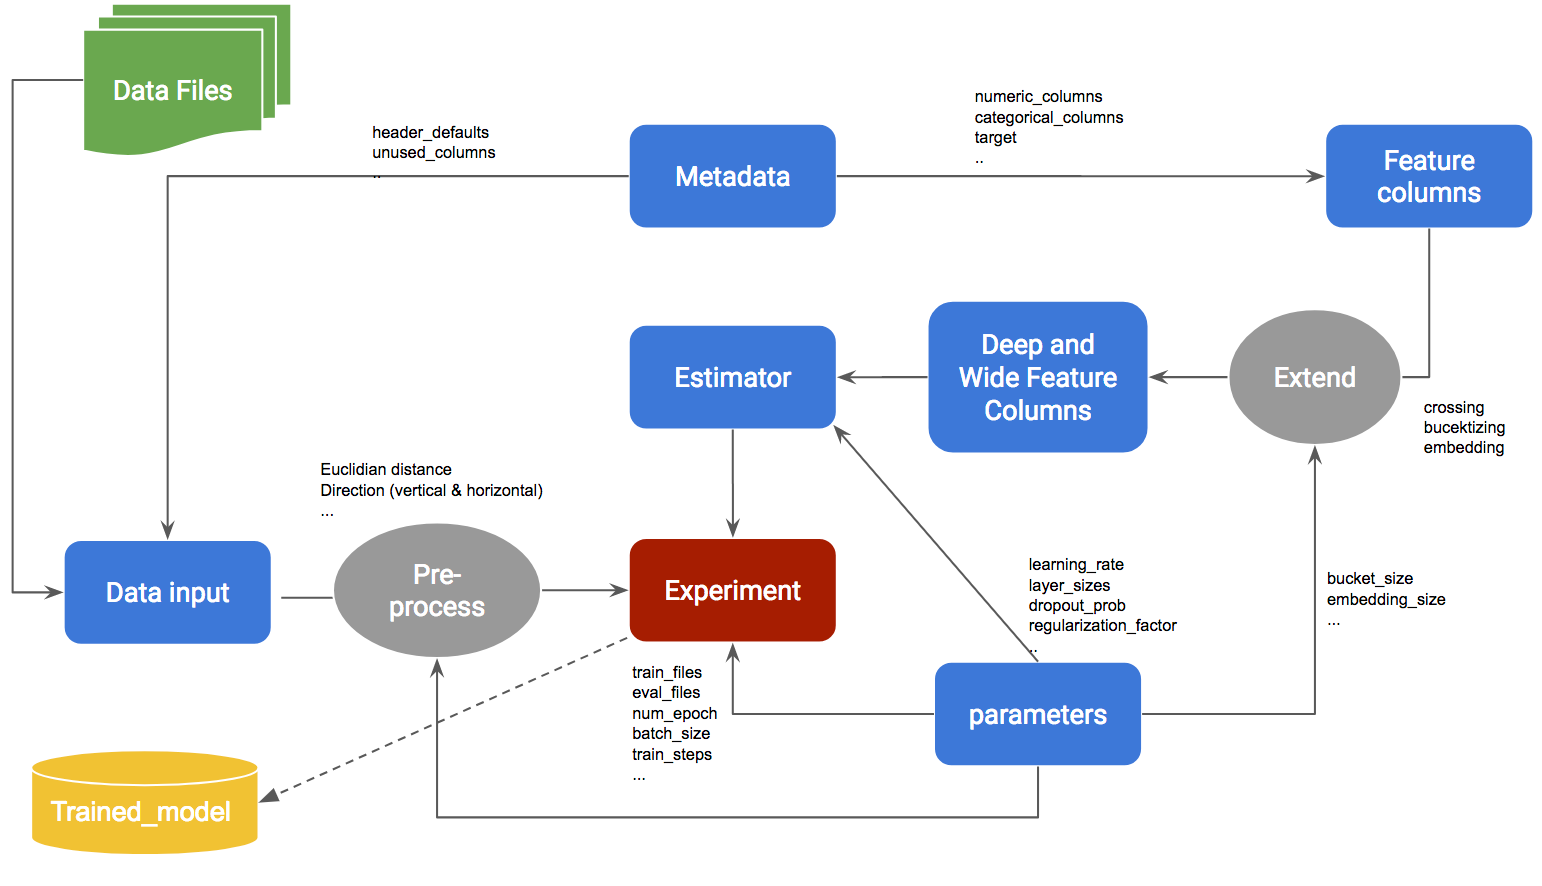 Data Files
header_defaults
unused_columns
..
Metadata
numeric_columns
categorical_columns
target
..
Feature
columns
Estimator
Deep and
Wide Feature
Columns
Extend
crossing
bucektizing
embedding
Euclidian distance
Direction (vertical & horizontal)
...
Data input
Pre-
process
Experiment
learning_rate
layer_sizes
dropout_prob
regularization_factor
..
bucket_size
embedding_size
...
train_files
eval_files
num_epoch
batch_size
train_steps
...
parameters
Trained_model